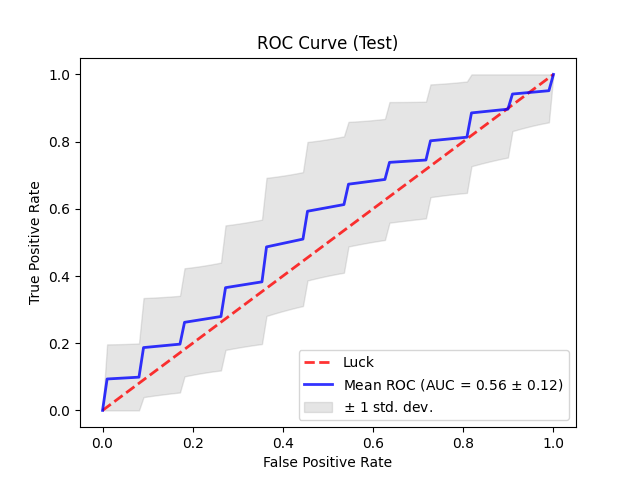 ROC Curve (Test)
1.0
0.8
0.6
0.4
0.2
0.0
True Positive Rate
0.0 0.2 0.4 0.6 0.8 1.0
False Positive Rate
Luck
Mean ROC (AUC = 0.56 ± 0.12)
± 1 std. dev.